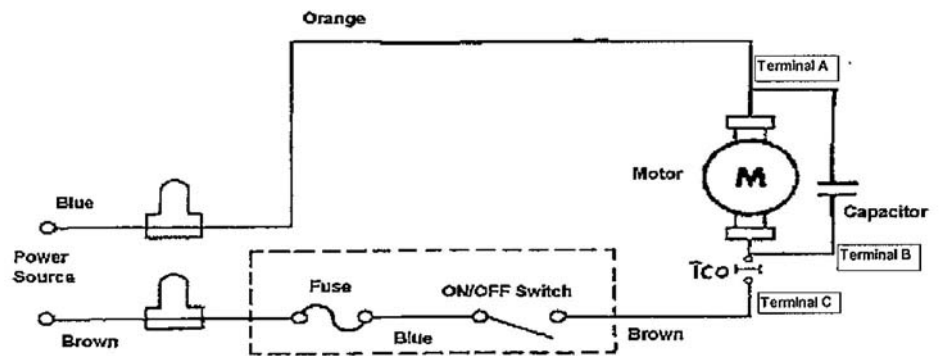 Orange
Terminal A
Motor
M
Blue
Capacitor
Power
Source
Terminal B
Fuse
ON/OFF Switch
TCO
Terminal C
Brown
Blue
Brown